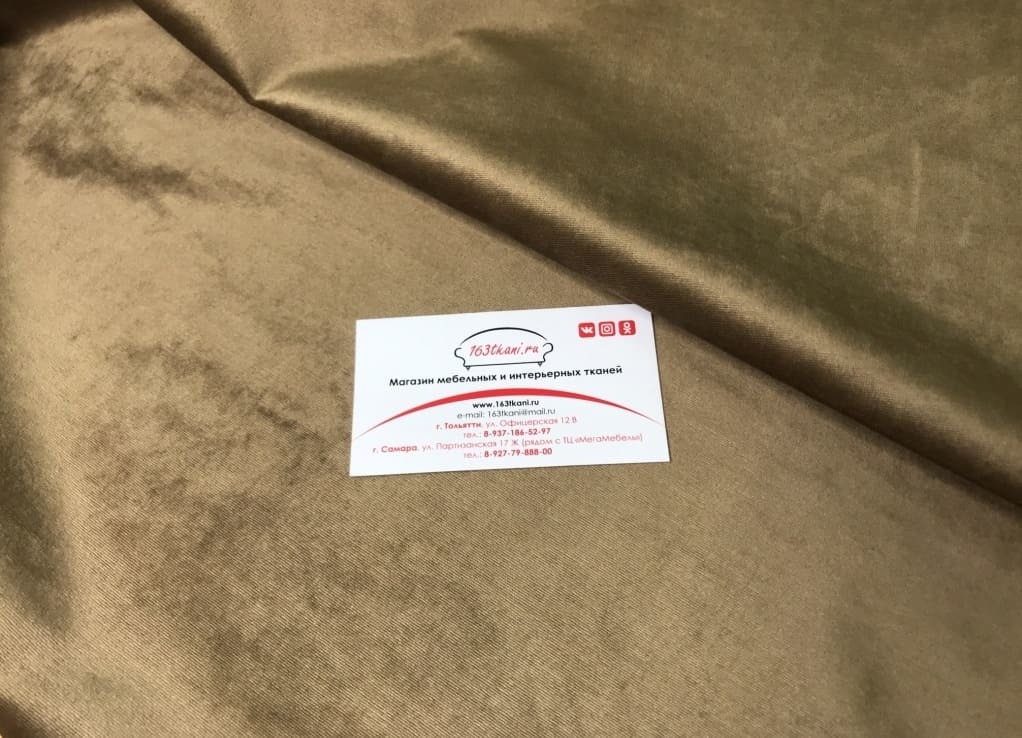 163tkani.ru
Магазин мебельных и интерьерных тканей
www.163tkani.ru
e-mail: 163tkani@mail.ru
г. Тольятти, ул. Офицерская 12 В
тел.: 8-937-186-52-97
г. Самара, ул. Партизанская 17 Ж (рядом с ТЦ «МегаМебель»)
тел.: 8-927-79-888-00